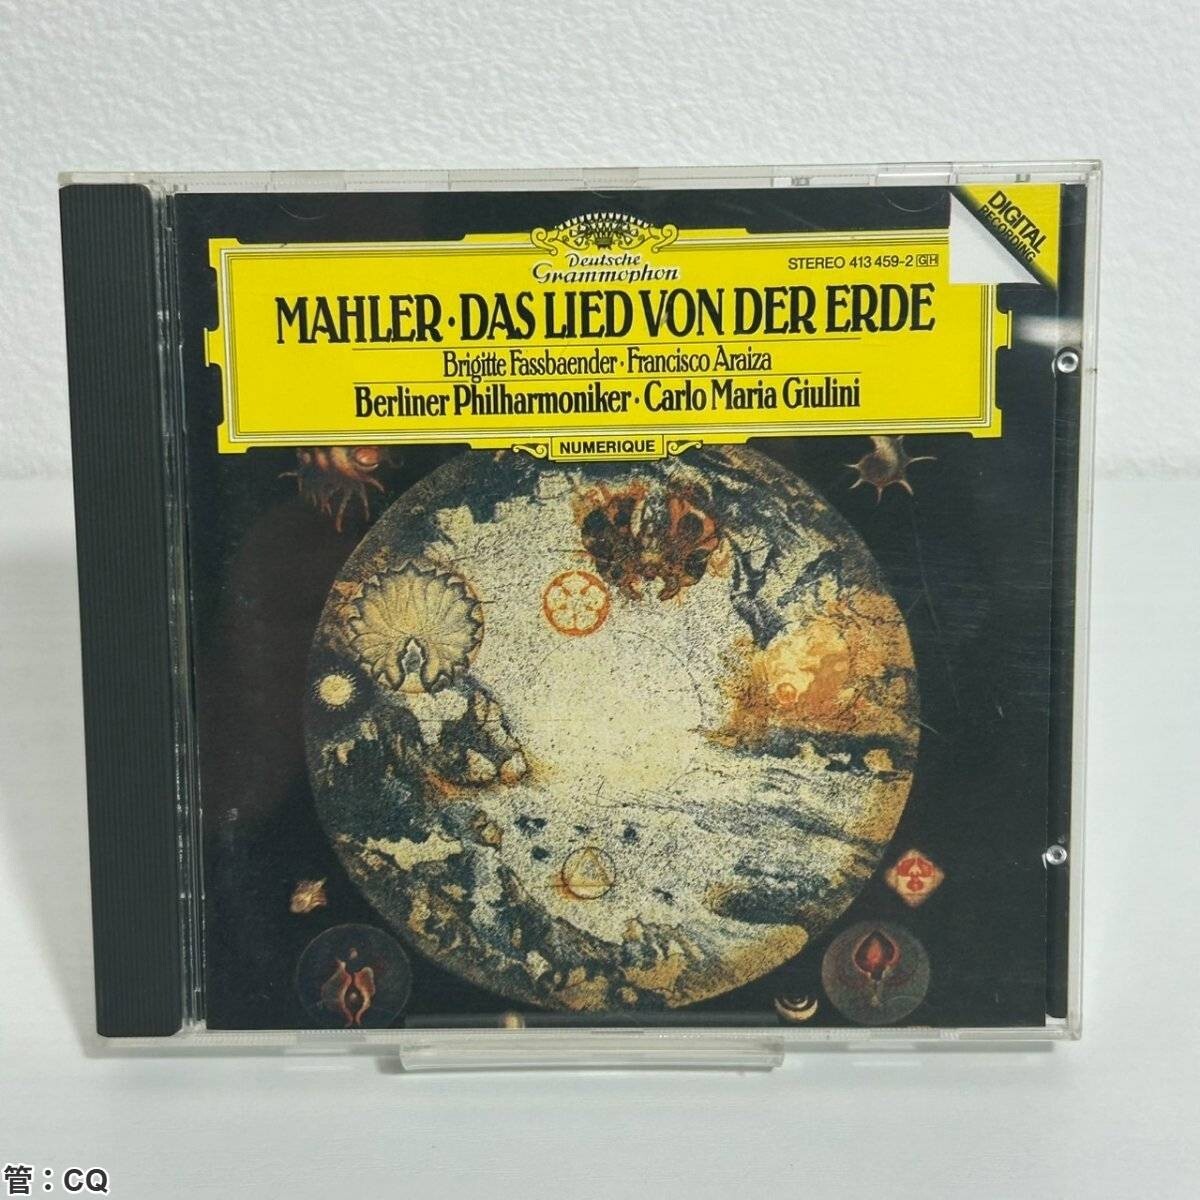 DIGITAL
RECORDING
Deutsche
Grammophon
STEREO 413 459-2 GH
MAHLER·DAS LIED VON DER ERDE
Brigitte Fassbaender·Francisco Araiza
Berliner Philharmoniker·Carlo Maria Giulini
NUMERIQUE
管：CQ